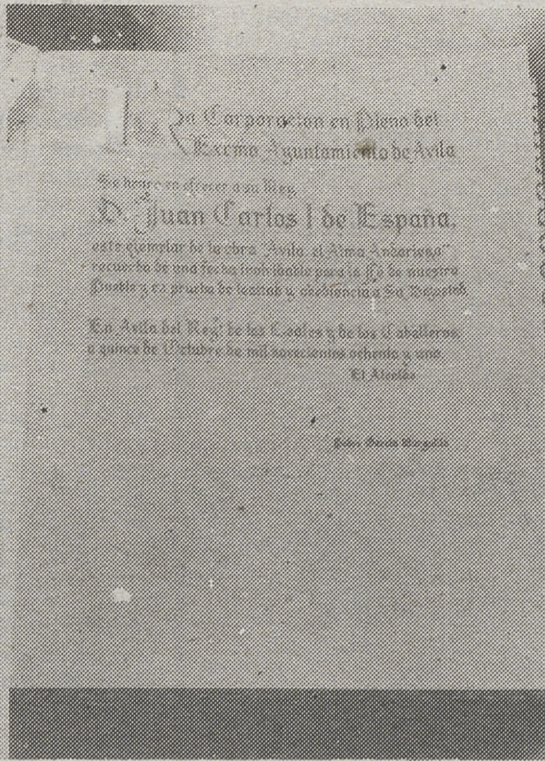 La Corporación en Pleno del
Excmo. Ayuntamiento de Avila
Se honra en ofrecer a su Rey,
D. Juan Carlos I de España,
este ejemplar de la obra "Avila, el Alma Andariega"
recuerdo de una fecha inolvidable para la Fé de nuestro
Pueblo y en prueba de lealtad y obediencia a Su Majestad.
En Avila del Rey, de los Leales y de los Caballeros,
a quince de Octubre de mil novecientos ochenta y uno.
El Alcalde
García